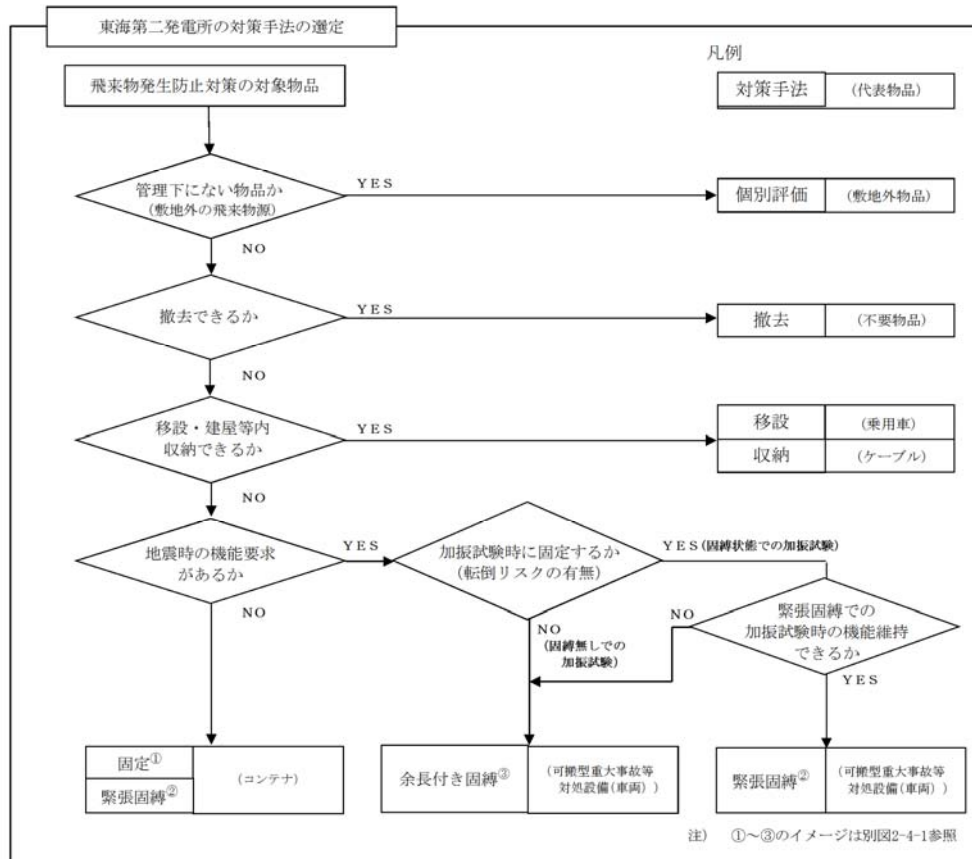 東海第二発電所の対策手法の選定
凡例
飛来物発生防止対策の対象物品
対策手法
(代表物品)
管理下にない物品か
(敷地外の飛来物源)
YES
個別評価
(敷地外物品)
NO
撤去できるか
YES
撤去
(不要物品)
NO
移設・建屋等内
収納できるか
YES
移設
(乗用車)
収納
(ケーブル)
NO
地震時の機能要求
があるか
YES
加振試験時に固定するか
(転倒リスクの有無)
YES(固縛状態での加振試験)
NO
NO
(固縛無しでの
加振試験)
NO
緊張固縛での
加振試験時の機能維持
できるか
YES
固定①
緊張固縛②
(コンテナ)
余長付き固縛③
(可搬型重大事故等
対処設備(車両))
緊張固縛②
(可搬型重大事故等
対処設備(車両))
注) ①~③のイメージは別図2-4-1参照